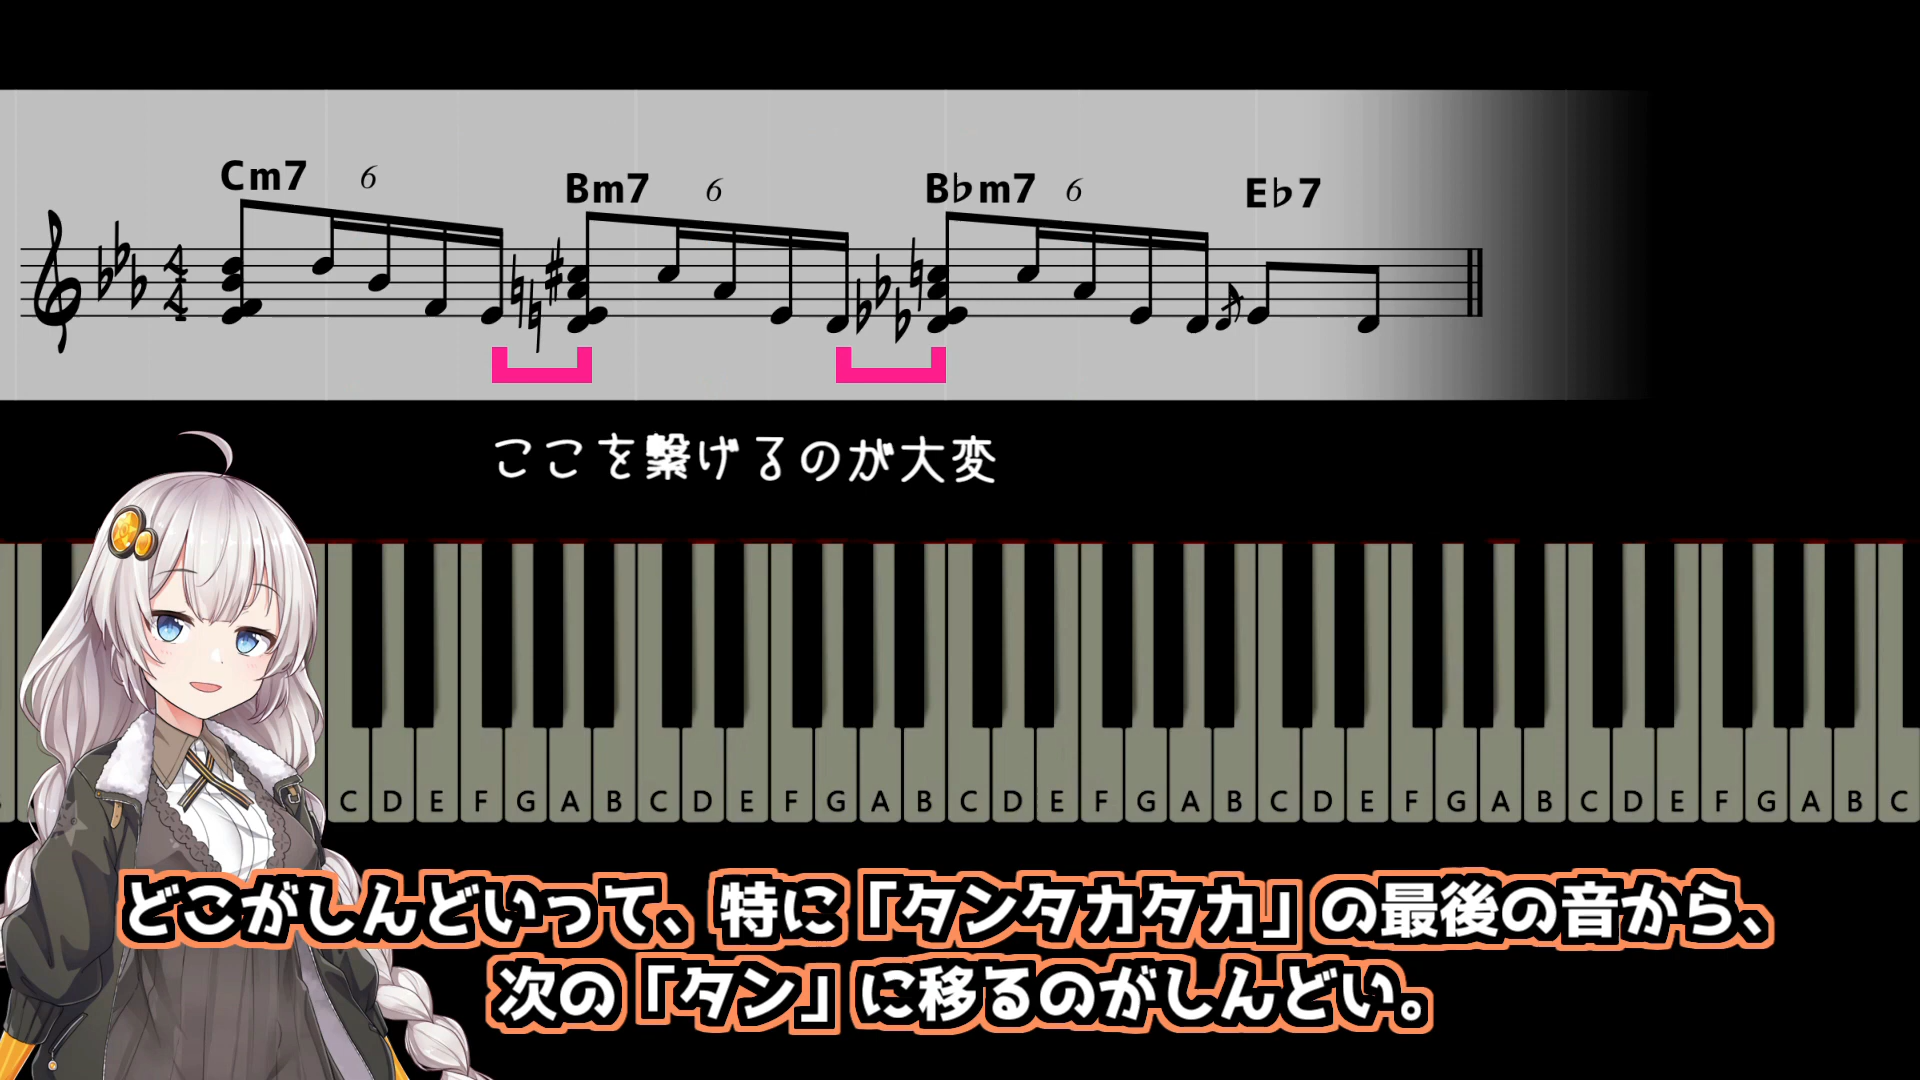 Cm7 6 Bm7 6 B♭m7 6 E♭7
4
4
ここを繋げるのが大変
C D E F G A B C D E F G A B C D E F G A B C D E F G A B C D E F G A B C
どこがしんどいって、特に「タンタカタカ」の最後の音から、
次の「タン」に移るのがしんどい。